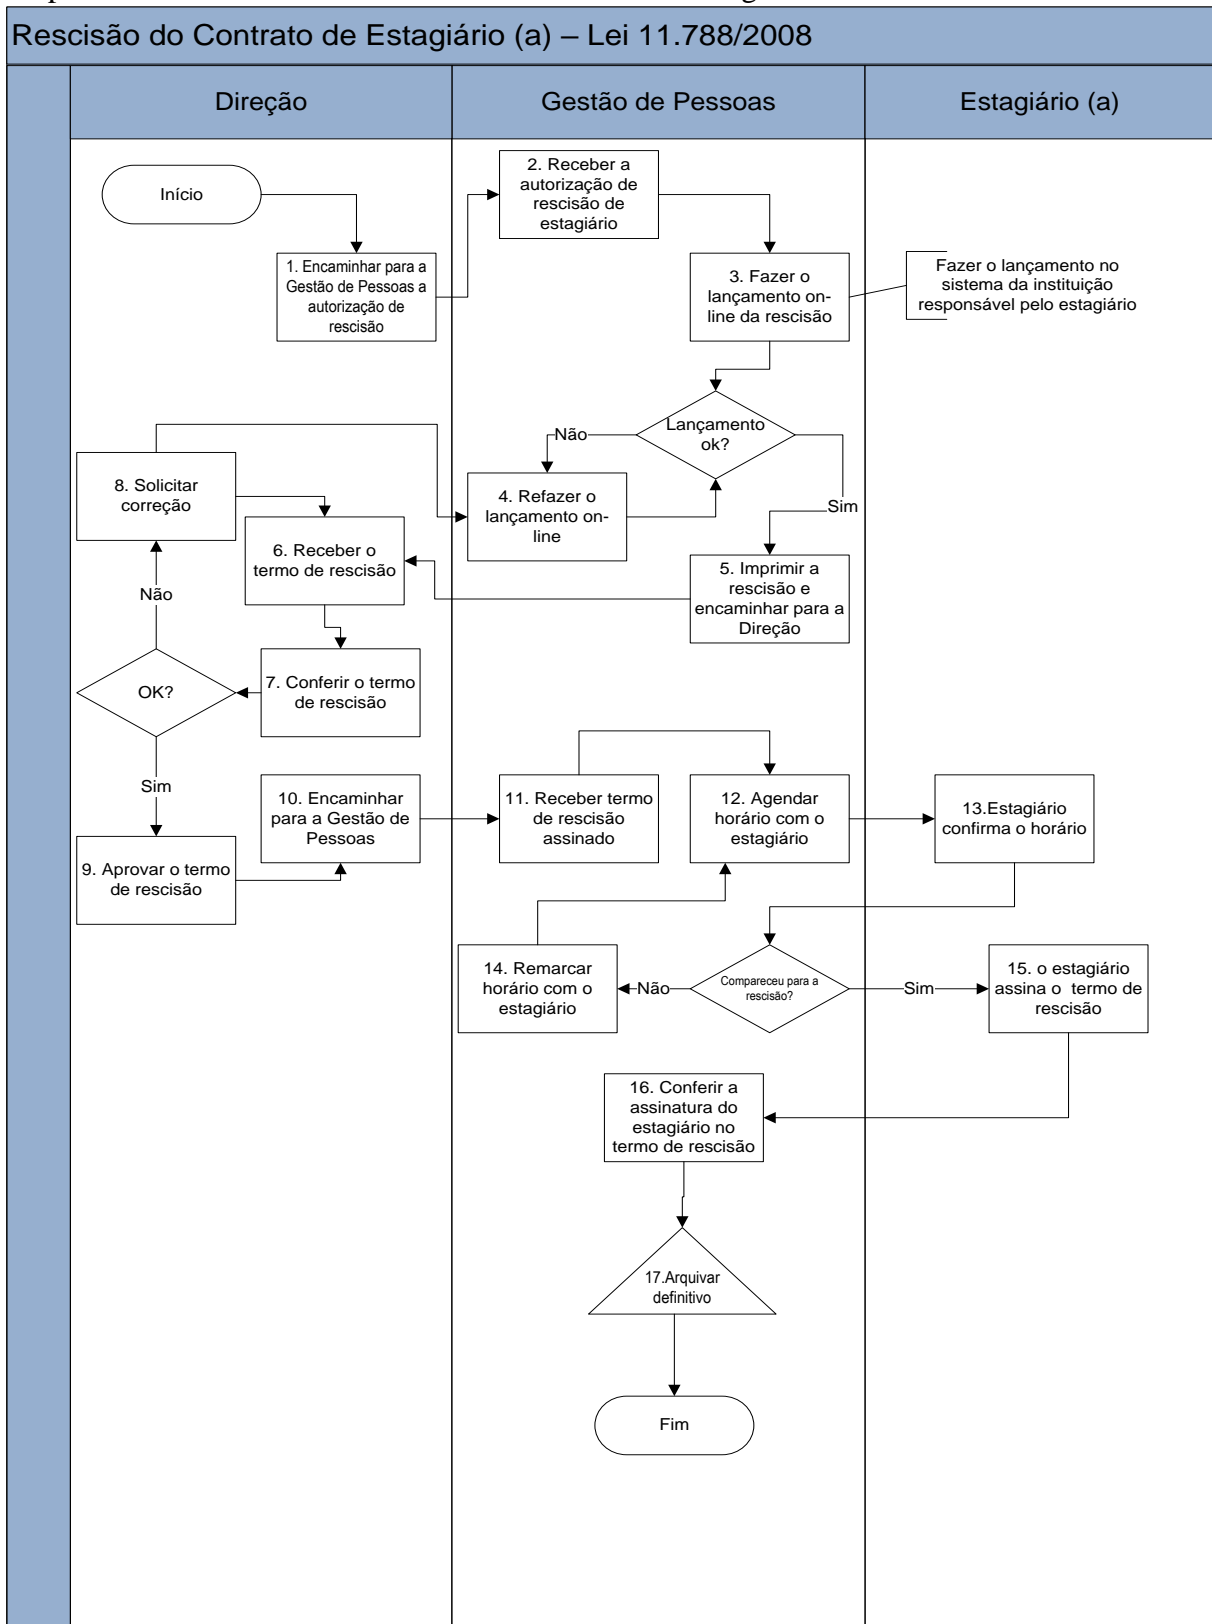 Rescisão do Contrato de Estagiário (a) – Lei 11.788/2008
Direção
Gestão de Pessoas
Estagiário (a)
Início
2. Receber a
autorização de
rescisão de
estagiário
1. Encaminhar para a
Gestão de Pessoas a
autorização de
rescisão
3. Fazer o
lançamento on-
line da rescisão
Fazer o lançamento no
sistema da instituição
responsável pelo estagiário
Lançamento
ok?
Não
Sim
8. Solicitar
correção
4. Refazer o
lançamento on-
line
6. Receber o
termo de rescisão
5. Imprimir a
rescisão e
encaminhar para a
Direção
Não
OK?
7. Conferir o termo
de rescisão
Sim
10. Encaminhar
para a Gestão de
Pessoas
11. Receber termo
de rescisão
assinado
12. Agendar
horário com o
estagiário
13.Estagiário
confirma o horário
9. Aprovar o termo
de rescisão
14. Remarcar
horário com o
estagiário
Não
Compareceu para a
rescisão?
Sim
15. o estagiário
assina o termo de
rescisão
16. Conferir a
assinatura do
estagiário no
termo de rescisão
17.Arquivar
definitivo
Fim